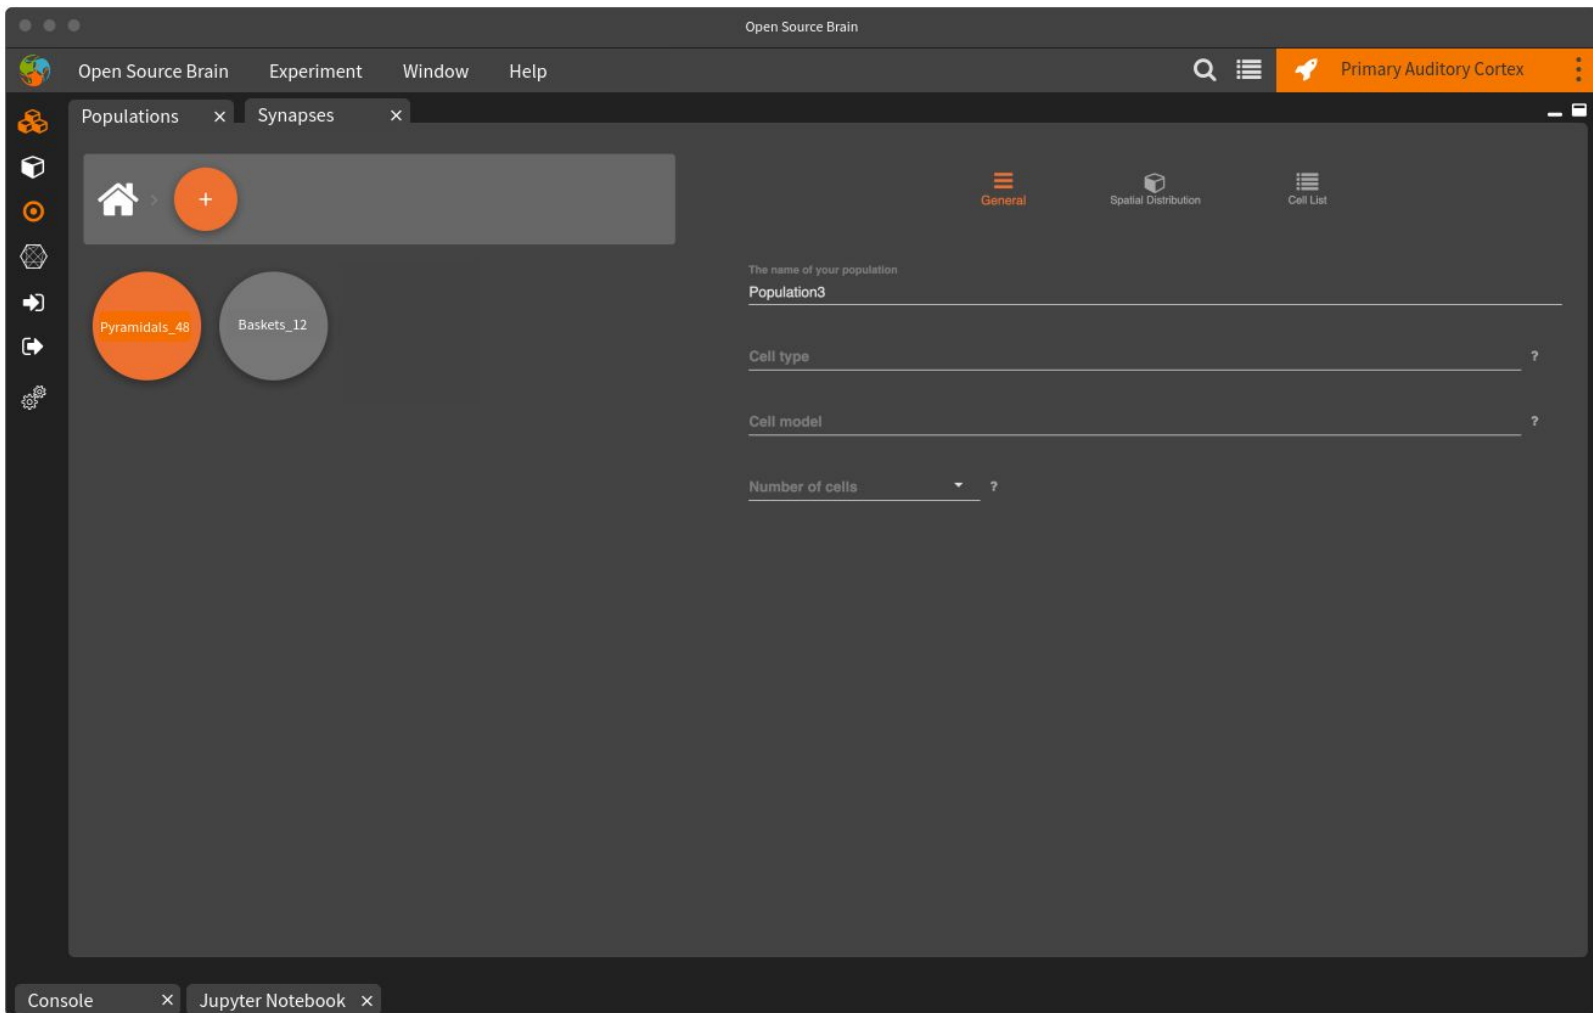 Open Source Brain
Open Source Brain Experiment Window Help Primary Auditory Cortex
Populations × Synapses ×
+
General Spatial Distribution Cell List
Pyramidals_48 Baskets_12
The name of your population
Population3
Cell type ?
Cell model ?
Number of cells ?
Console × Jupyter Notebook ×